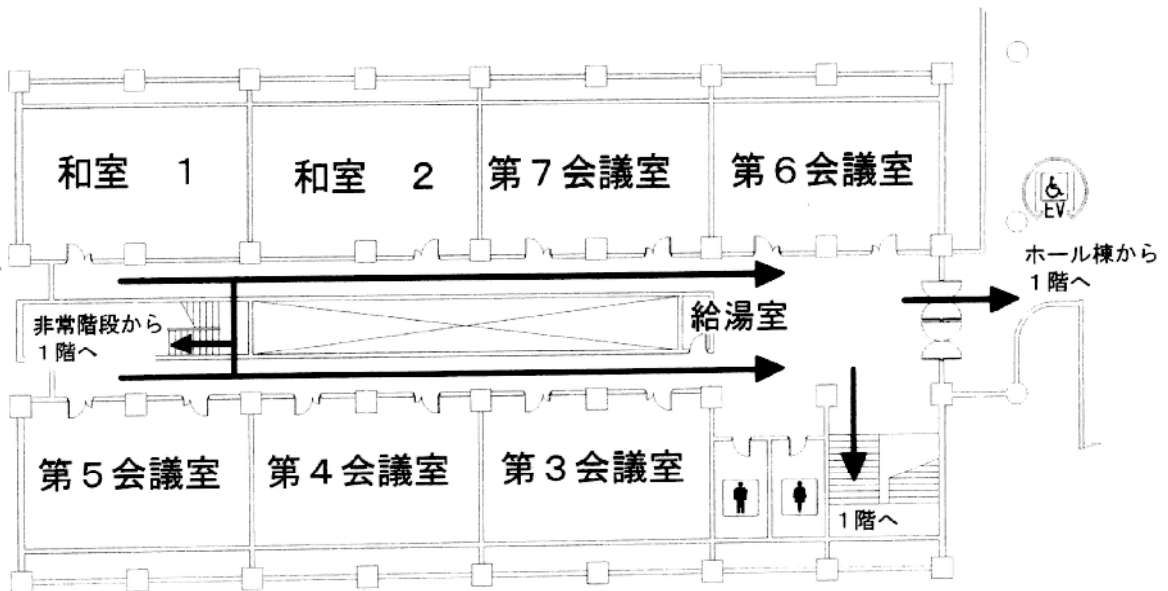 和室　１
和室　２
第７会議室
第６会議室
EV
ホール棟から
１階へ
非常階段から
１階へ
給湯室
第５会議室
第４会議室
第３会議室
１階へ